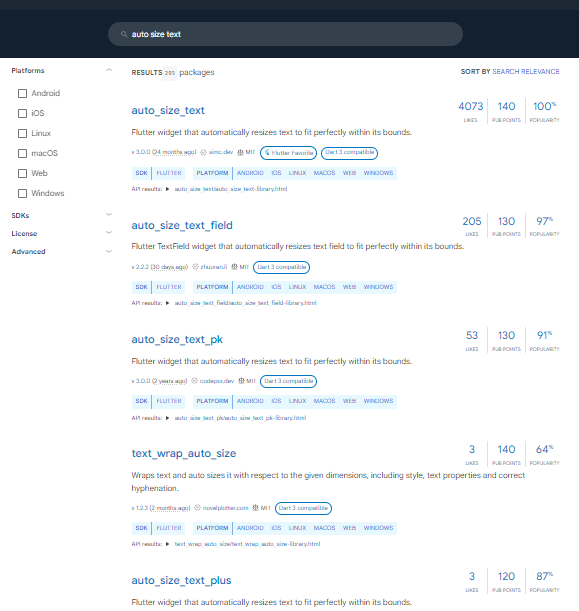 auto size text
Platforms
Android
iOS
Linux
macOS
Web
Windows
SDKs
License
Advanced
RESULTS 293 packages
SORT BY SEARCH RELEVANCE
auto_size_text
4073 LIKES 140 PUB POINTS 100% POPULARITY
Flutter widget that automatically resizes text to fit perfectly within its bounds.
v 3.0.0 (24 months ago) simc.dev MIT Flutter Favorite Dart 3 compatible
SDK FLUTTER PLATFORM ANDROID IOS LINUX MACOS WEB WINDOWS
API results: auto_size_text/auto_size_text-library.html
auto_size_text_field
205 LIKES 130 PUB POINTS 97% POPULARITY
Flutter TextField widget that automatically resizes text field to fit perfectly within its bounds.
v 2.2.2 (30 days ago) zhuoran.li MIT Dart 3 compatible
SDK FLUTTER PLATFORM ANDROID IOS LINUX MACOS WEB WINDOWS
API results: auto_size_text_field/auto_size_text_field-library.html
auto_size_text_pk
53 LIKES 130 PUB POINTS 91% POPULARITY
Flutter widget that automatically resizes text to fit perfectly within its bounds.
v 3.0.0 (2 years ago) codepur.dev MIT Dart 3 compatible
SDK FLUTTER PLATFORM ANDROID IOS LINUX MACOS WEB WINDOWS
API results: auto_size_text_pk/auto_size_text_pk-library.html
text_wrap_auto_size
3 LIKES 140 PUB POINTS 64% POPULARITY
Wraps text and auto sizes it with respect to the given dimensions, including style, text properties and correct
hyphenation.
v 1.2.3 (2 months ago) novelplotter.com MIT Dart 3 compatible
SDK FLUTTER PLATFORM ANDROID IOS LINUX MACOS WEB WINDOWS
API results: text_wrap_auto_size/text_wrap_auto_size-library.html
auto_size_text_plus
3 LIKES 120 PUB POINTS 87% POPULARITY
Flutter widget that automatically resizes text to fit perfectly within its bounds.